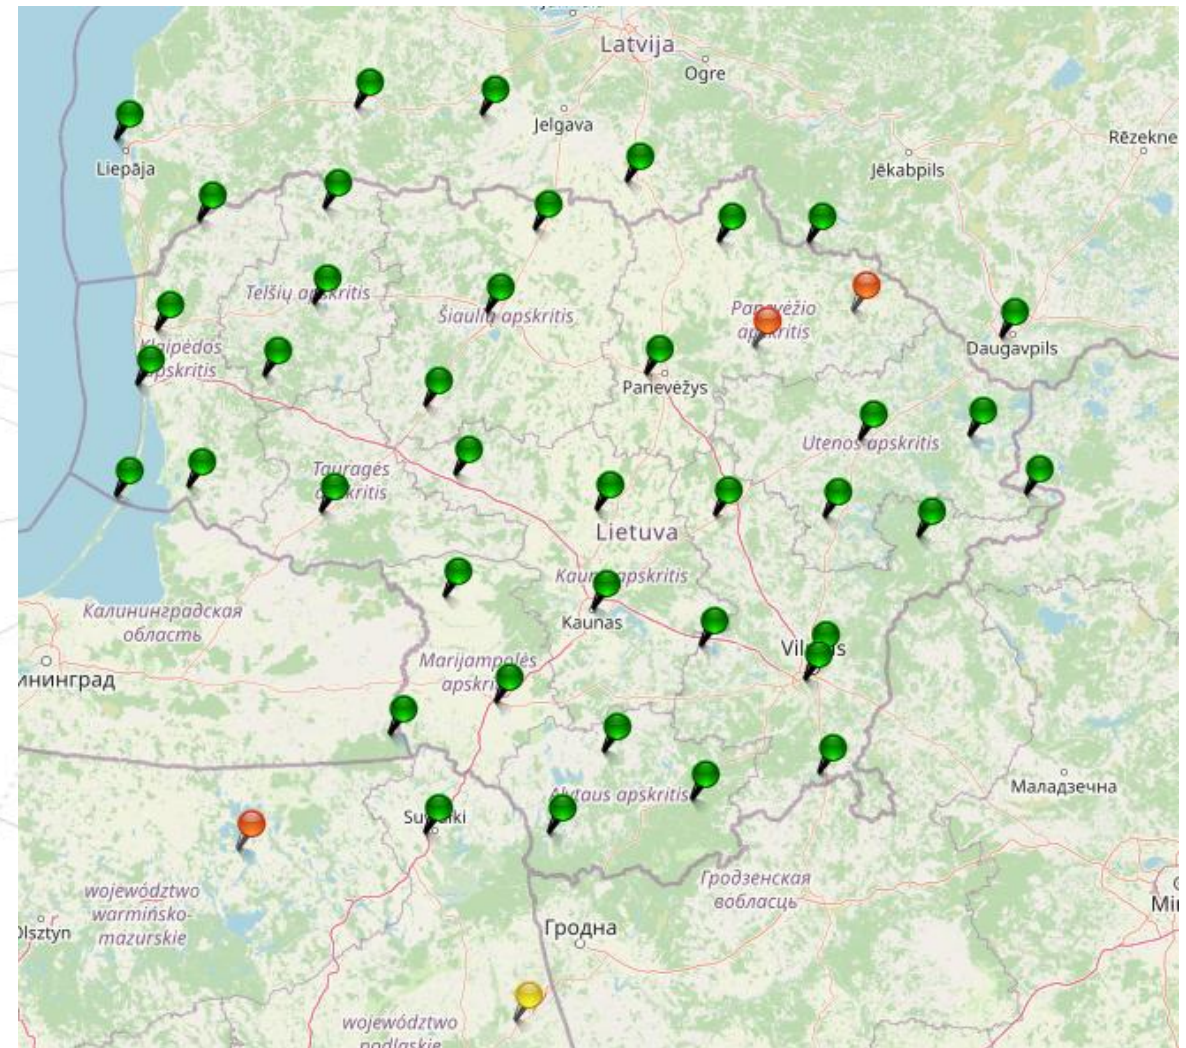 Latvija
Ogre
Jelgava
Rēzekne
Liepāja
Jēkabpils
Telšių apskritis
Šiaulių apskritis
Panevėžio
apskritis
Klaipėdos
apskritis
Daugavpils
Panevėžys
Utenos apskritis
Tauragės
apskritis
Lietuva
Kauno apskritis
Калининградская
область
Kaunas
Vilnius
Marijampolės
apskritis
ининград
Маладзечна
Alytaus apskritis
Suwałki
Гродзенская
вобласць
województwo
warmińsko-
mazurskie
Olsztyn
Гродна
województwo
podlaskie